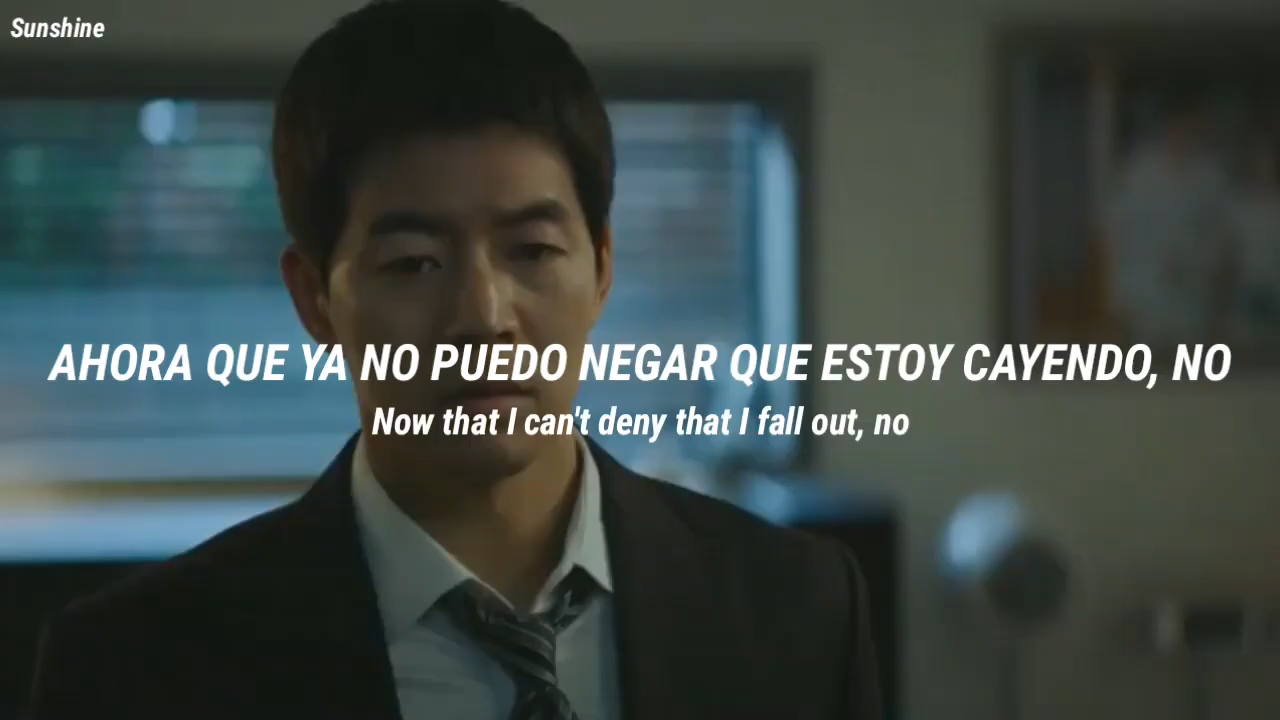 Sunshine
AHORA QUE YA NO PUEDO NEGAR QUE ESTOY CAYENDO, NO
Now that I can't deny that I fall out, no